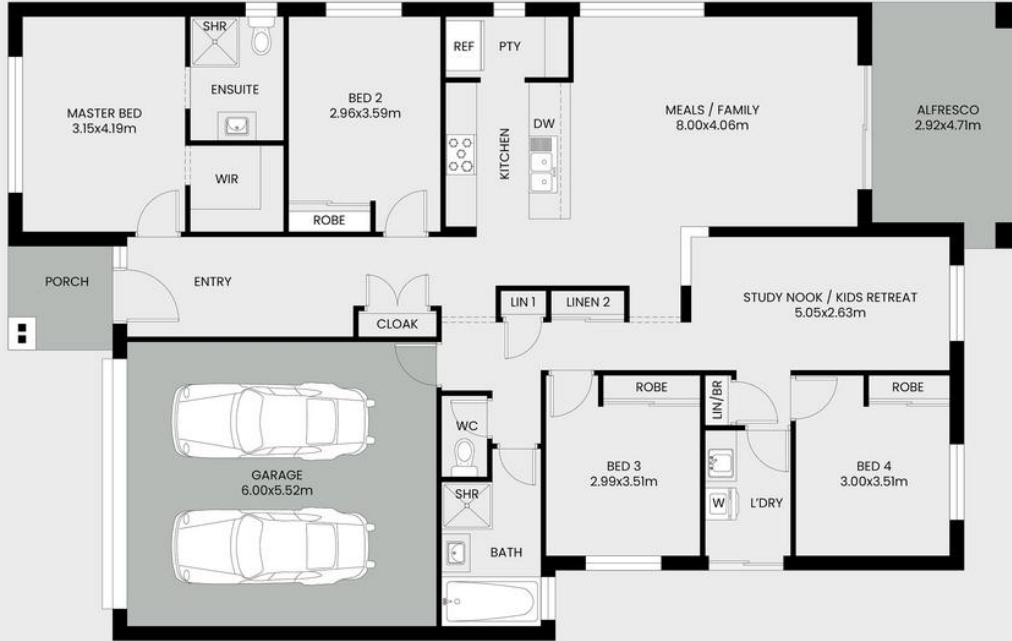 SHR
REF
PTY
ENSUITE
MASTER BED
3.15x4.19m
BED 2
2.96x3.59m
MEALS / FAMILY
8.00x4.06m
ALFRESCO
2.92x4.71m
DW
KITCHEN
WIR
ROBE
PORCH
ENTRY
LIN 1
LINEN 2
STUDY NOOK / KIDS RETREAT
5.05x2.63m
CLOAK
ROBE
LIN/BR
ROBE
WC
GARAGE
6.00x5.52m
BED 3
2.99x3.51m
BED 4
3.00x3.51m
SHR
W
L'DRY
BATH